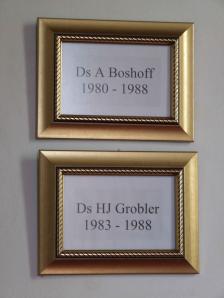 Ds A Boshoff
1980 - 1988
Ds HJ Grobler
1983 - 1988